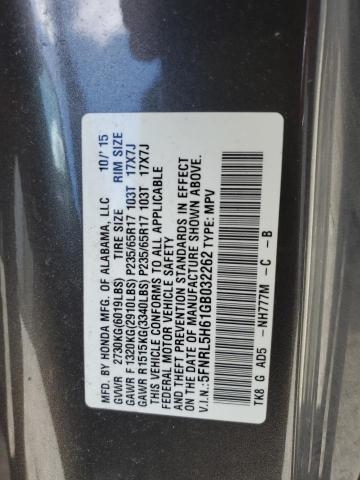 MFD. BY HONDA MFG. OF ALABAMA, LLC 10/'15
GVWR 2730KG(6019LBS) TIRE SIZE RIM SIZE
GAWR F 1320KG(2910LBS) P235/65R17 103T 17X7J
GAWR R1515KG(3340LBS) P235/65R17 103T 17X7J
THIS VEHICLE CONFORMS TO ALL APPLICABLE
FEDERAL MOTOR VEHICLE SAFETY AND
THEFT PREVENTION STANDARDS IN EFFECT
ON THE DATE OF MANUFACTURE SHOWN ABOVE.
V.I.N.:5FNRL5H61GB032262 TYPE: MPV
TK8 G AD5 -NH777M -C -B